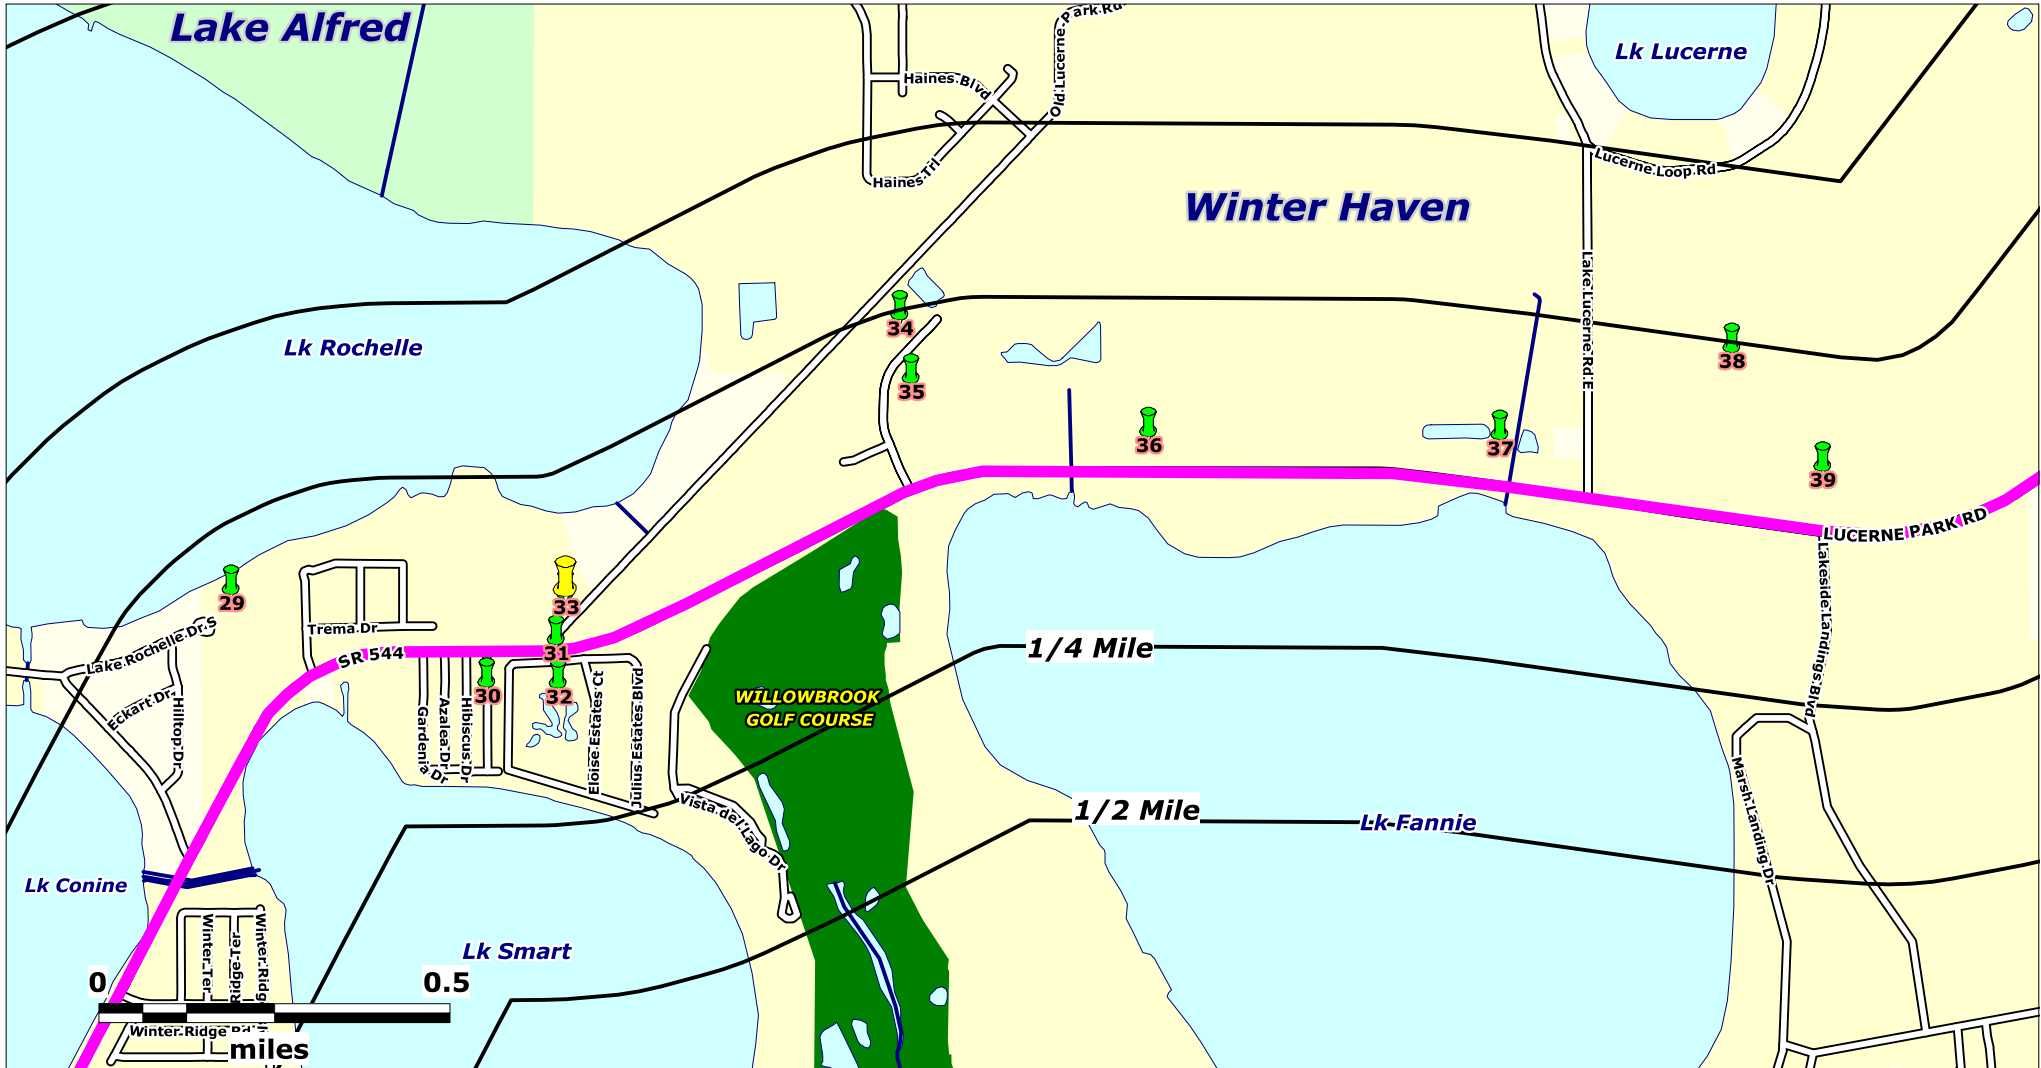 Lake Alfred
Park Rd
Lk Lucerne
Haines Blvd
Old Lucerne
Haines Trl
Lucerne Loop Rd
Winter Haven
Lake Lucerne Rd E
34
Lk Rochelle
38
35
36
37
39
LUCERNE PARK RD
29
33
Lake Rochelle Dr S
Trema Dr
SR 544
31
1/4 Mile
Lakeside Landings Blvd
30
32
WILLOWBROOK
GOLF COURSE
Eckart Dr
Hilltop Dr
Gardenia Dr
Azalea Dr
Hibiscus Dr
Eloise Estates Ct
Julius Estates Blvd
Vista del Lago Dr
1/2 Mile
Lk Fannie
Marsh Landing Dr
Lk Conine
Winter Ter
Ridge Ter
Winter Ridge
Lk Smart
0
0.5
Winter Ridge Rd
miles